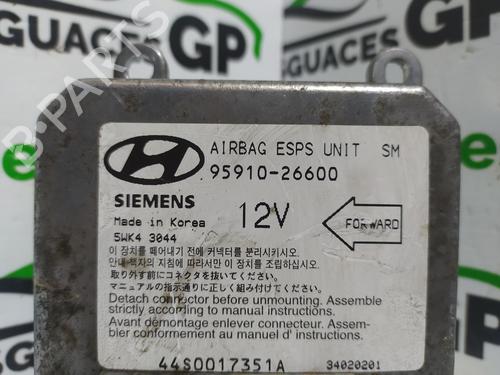 GP
GUACES
GP
SGUACES
B-PARTS
AIRBAG ESPS UNIT SM
95910-26600
SIEMENS
Made in Korea
12V
FORWARD
5WK4 3044
이 장치를 떼어내기 전에 커넥터를 분리시키시오.
안내 책자의 지침에 따라서만 이 장치를 조립하십시오.
取り外す前にコネクタを抜いてください。
マニュアルの指示通りに正しく組み付けてください。
Detach connector before unmounting. Assemble
strictly according to manual instructions.
Avant démontage enlever connecteur. Assem-
bier conformement au manuel d'instructions.
44S0017351A
34020201